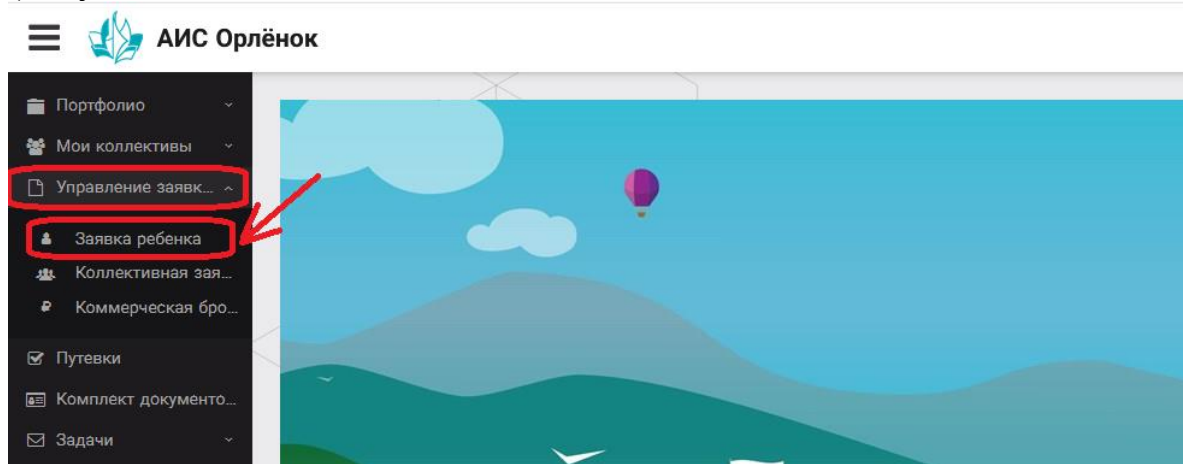 АИС Орлёнок
Портфолио
Мои коллективы
Управление заявк...
Заявка ребенка
Коллективная зая...
Коммерческая бро...
Путевки
Комплект документо...
Задачи